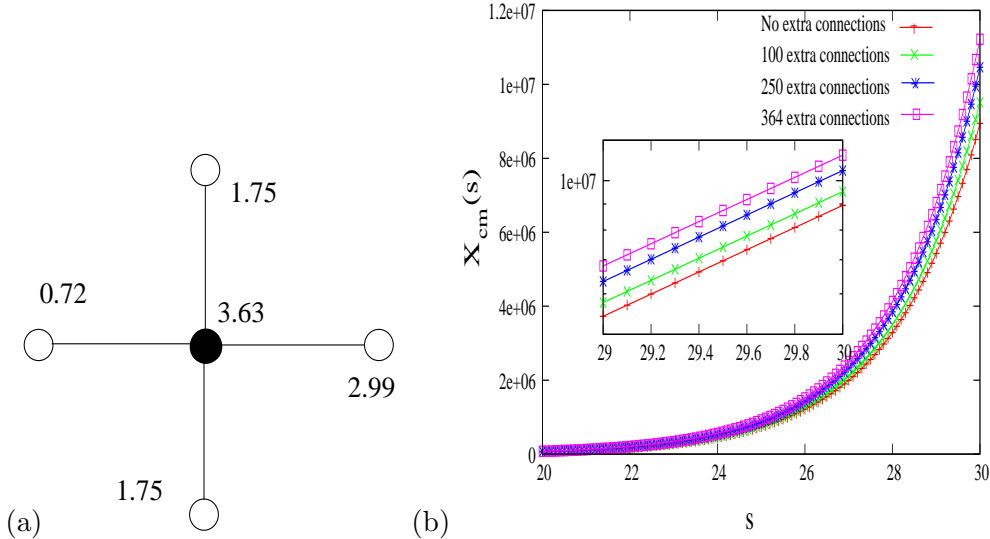 1.75
0.72
3.63
2.99
1.75
(a)
X_cm(s)
1.2e+07
1e+07
8e+06
6e+06
4e+06
2e+06
0
No extra connections
100 extra connections
250 extra connections
364 extra connections
1e+07
29 29.2 29.4 29.6 29.8 30
20 22 24 26 28 30
s
(b)